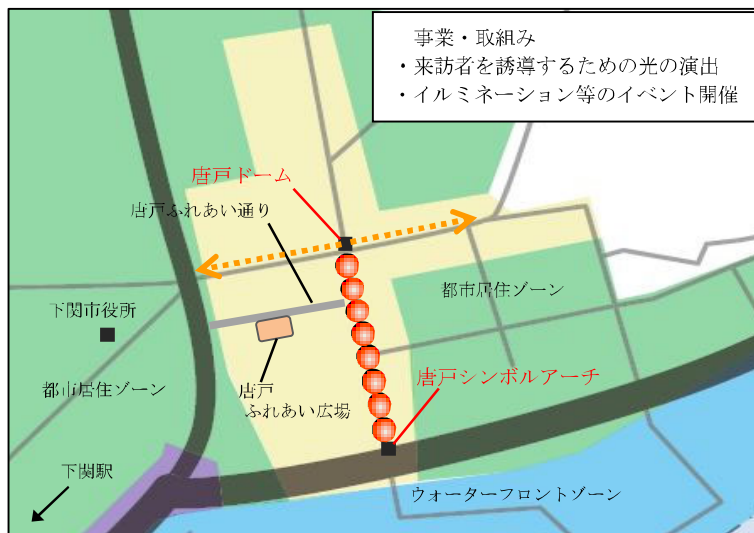 事業・取組み
・来訪者を誘導するための光の演出
・イルミネーション等のイベント開催
唐戸ドーム
唐戸ふれあい通り
都市居住ゾーン
下関市役所
唐戸シンボルアーチ
都市居住ゾーン
唐戸
ふれあい広場
下関駅
ウォーターフロントゾーン